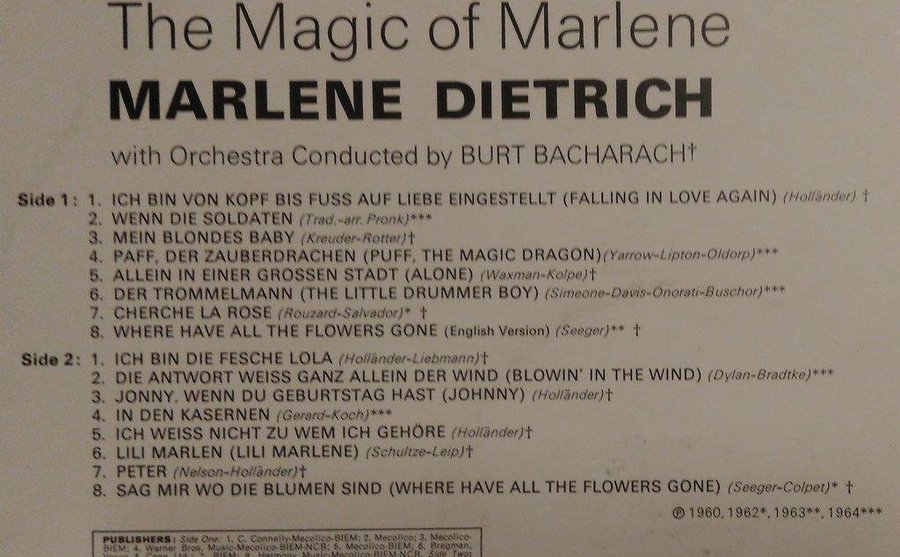 The Magic of Marlene
MARLENE DIETRICH
with Orchestra Conducted by BURT BACHARACH†
Side 1: 1. ICH BIN VON KOPF BIS FUSS AUF LIEBE EINGESTELLT (FALLING IN LOVE AGAIN) (Holländer) †
2. WENN DIE SOLDATEN (Trad.-arr. Pronk)***
3. MEIN BLONDES BABY (Kreuder-Rotter)†
4. PAFF, DER ZAUBERDRACHEN (PUFF, THE MAGIC DRAGON)(Yarrow-Lipton-Oldorp)***
5. ALLEIN IN EINER GROSSEN STADT (ALONE) (Waxman-Kolpe)†
6. DER TROMMELMANN (THE LITTLE DRUMMER BOY) (Simeone-Davis-Onorati-Buschor)***
7. CHERCHE LA ROSE (Rouzard-Salvador)* †
8. WHERE HAVE ALL THE FLOWERS GONE (English Version) (Seeger)** †
Side 2: 1. ICH BIN DIE FESCHE LOLA (Holländer-Liebmann)†
2. DIE ANTWORT WEISS GANZ ALLEIN DER WIND (BLOWIN' IN THE WIND) (Dylan-Bradtke)***
3. JONNY, WENN DU GEBURTSTAG HAST (JOHNNY) (Holländer)†
4. IN DEN KASERNEN (Gerard-Koch)***
5. ICH WEISS NICHT ZU WEM ICH GEHÖRE (Holländer)†
6. LILI MARLEN (LILI MARLENE) (Schultze-Leip)†
7. PETER (Nelson-Holländer)†
8. SAG MIR WO DIE BLUMEN SIND (WHERE HAVE ALL THE FLOWERS GONE) (Seeger-Colpet)* †
℗ 1960, 1962*, 1963**, 1964***
PUBLISHERS: Side One: 1. C. Connelly-Mecolico-BIEM; 2. Mecolico; 3. Mecolico-
BIEM; 4. Warner Bros. Music-Mecolico-BIEM-NCB; 5. Mecolico-BIEM; 6. Bregman,